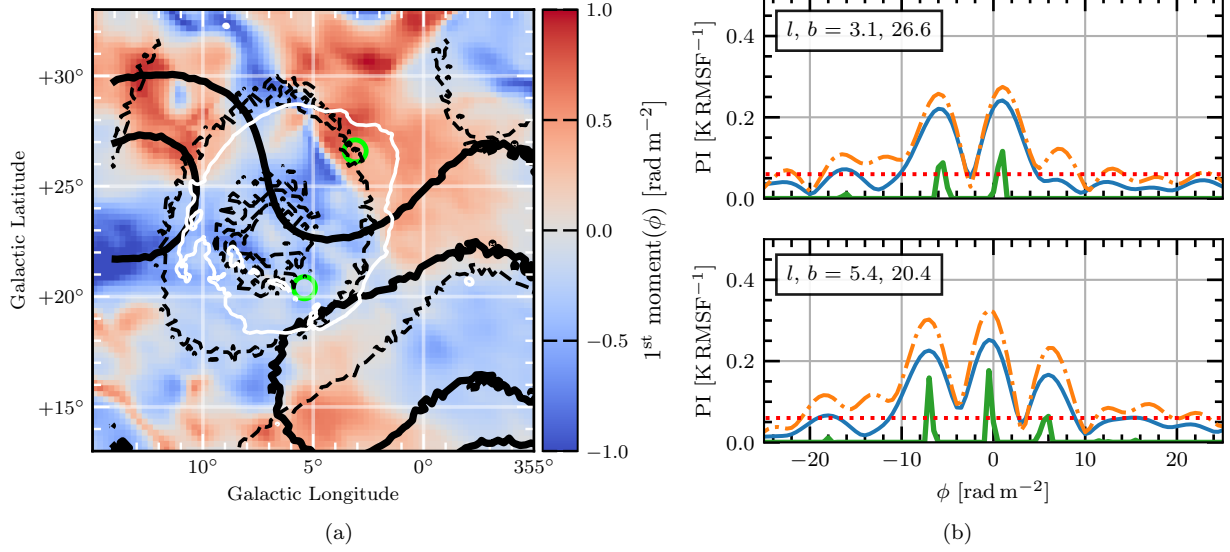 +30°
+25°
+20°
+15°
10°
5°
0°
355°
Galactic Latitude
Galactic Longitude
1.0
0.5
0.0
−0.5
−1.0
1st moment(ϕ) [rad m−2]
(a)
l, b = 3.1, 26.6
0.4
0.2
0.0
PI [K RMSF−1]
l, b = 5.4, 20.4
0.4
0.2
0.0
PI [K RMSF−1]
−20
−10
0
10
20
ϕ [rad m−2]
(b)